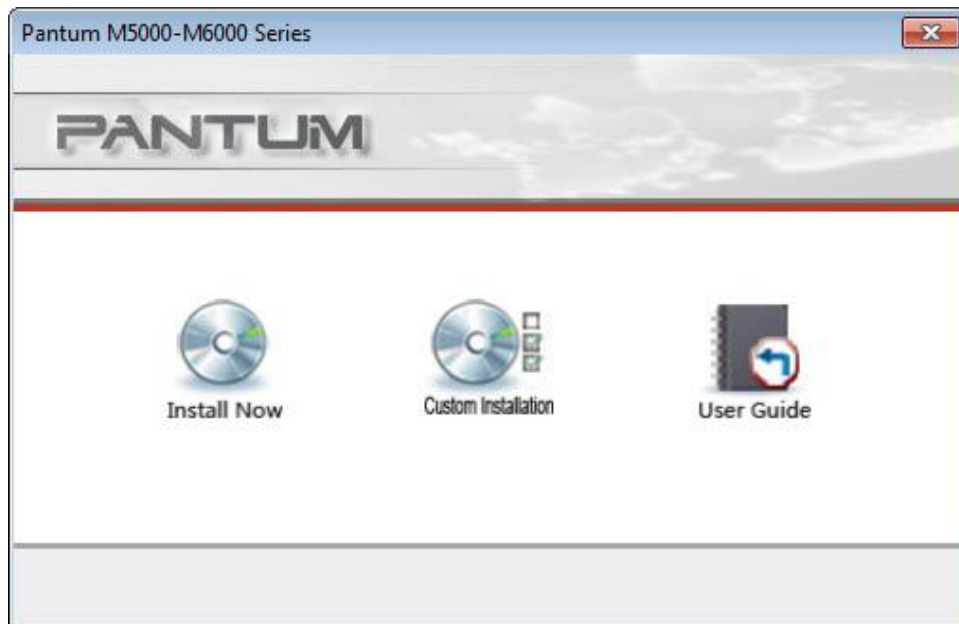 Pantum M5000-M6000 Series
PANTUM
Install Now
Custom Installation
User Guide